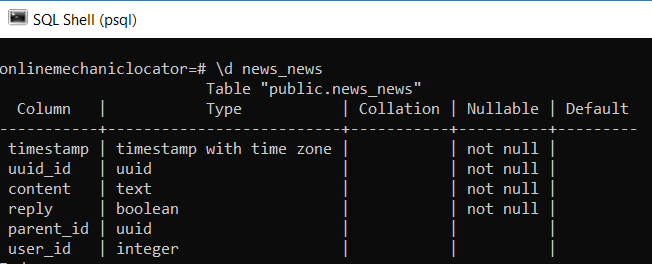 SQL Shell (psql)
onlinemechaniclocator=# \d news_news
                        Table "public.news_news"
  Column   |           Type           | Collation | Nullable | Default
-----------+--------------------------+-----------+----------+---------
 timestamp | timestamp with time zone |           | not null |
 uuid_id   | uuid                     |           | not null |
 content   | text                     |           | not null |
 reply     | boolean                  |           | not null |
 parent_id | uuid                     |           |          |
 user_id   | integer                  |           |          |